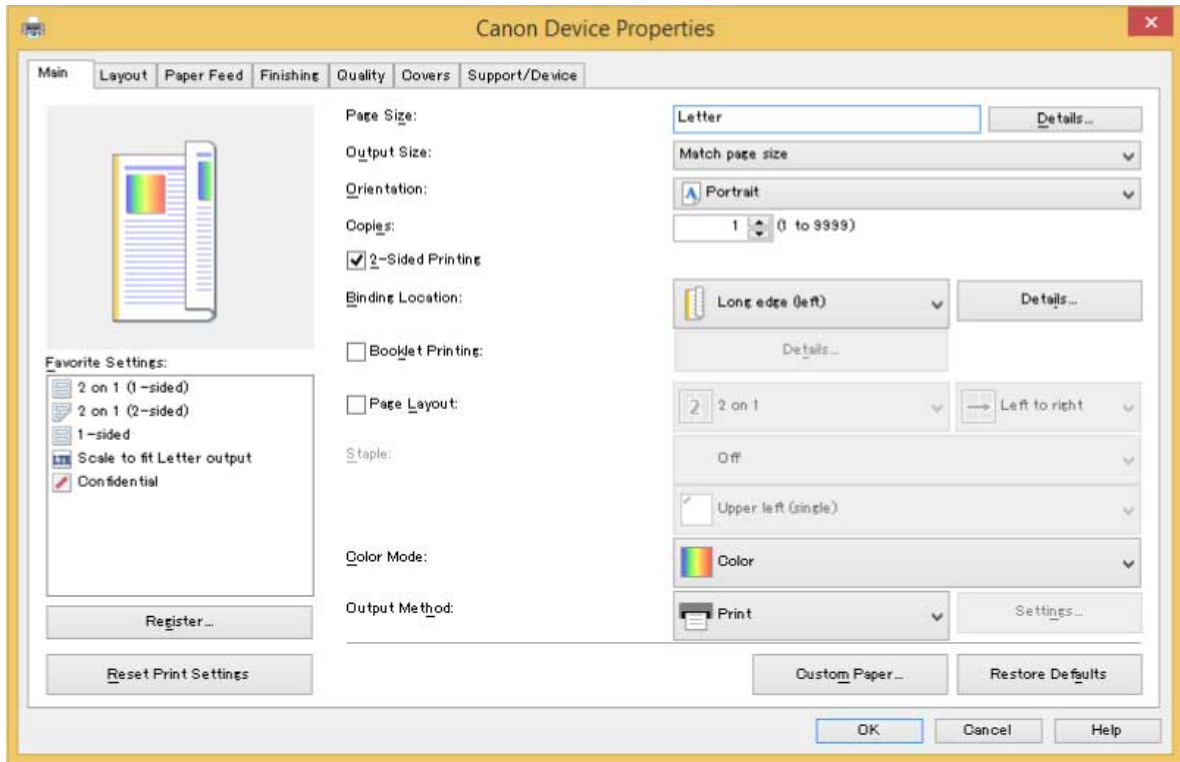 Canon Device Properties
Main Layout Paper Feed Finishing Quality Covers Support/Device
Page Size: Letter Details...
Output Size: Match page size
Orientation: A Portrait
Copies: 1 (1 to 9999)
2-Sided Printing
Binding Location: Long edge (left) Details...
Booklet Printing: Details...
Favorite Settings:
2 on 1 (1-sided)
2 on 1 (2-sided)
1-sided
LTR Scale to fit Letter output
Confidential
Page Layout: 2 2 on 1 Left to right
Staple: Off
Upper left (single)
Color Mode: Color
Output Method: Print Settings...
Register...
Reset Print Settings
Custom Paper... Restore Defaults
OK Cancel Help